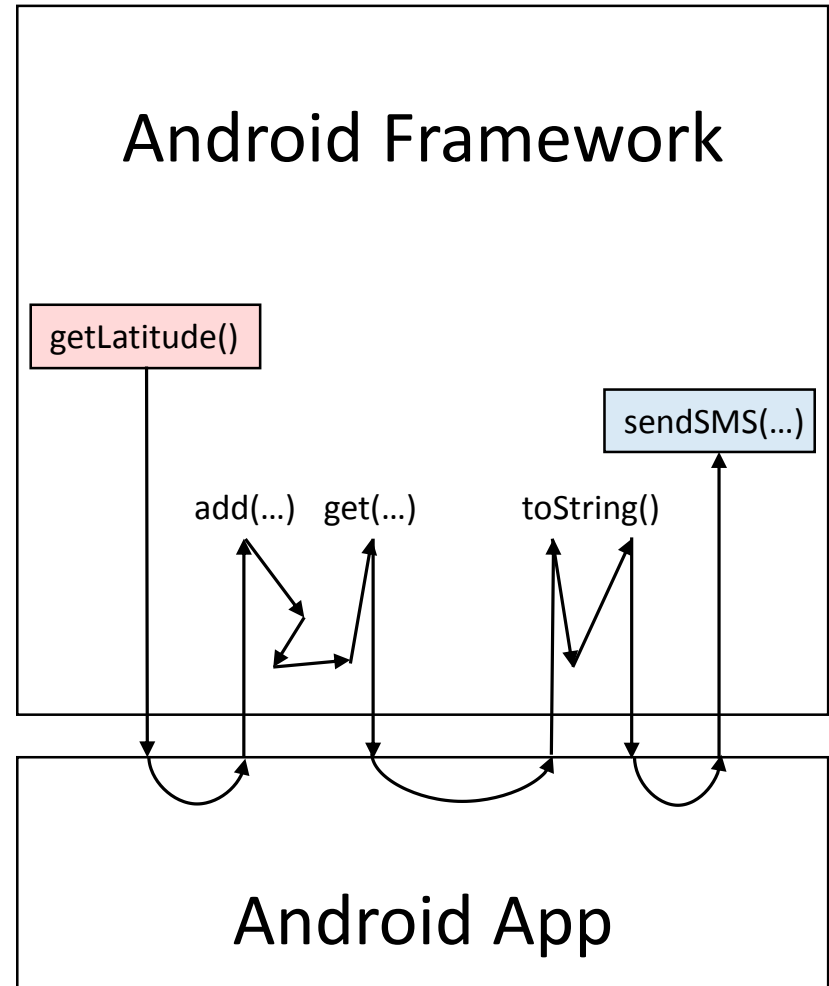 Android Framework
getLatitude()
sendSMS(…)
add(…) get(…) toString()
Android App